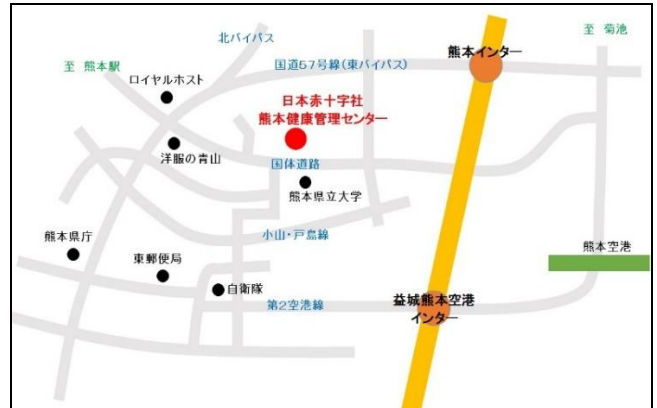 至 菊池
北バイパス
熊本インター
国道57号線(東バイパス)
至 熊本駅
ロイヤルホスト
日本赤十字社
熊本健康管理センター
洋服の青山
国体道路
熊本県立大学
熊本県庁
小山・戸島線
熊本空港
東郵便局
自衛隊
第2空港線
益城熊本空港
インター